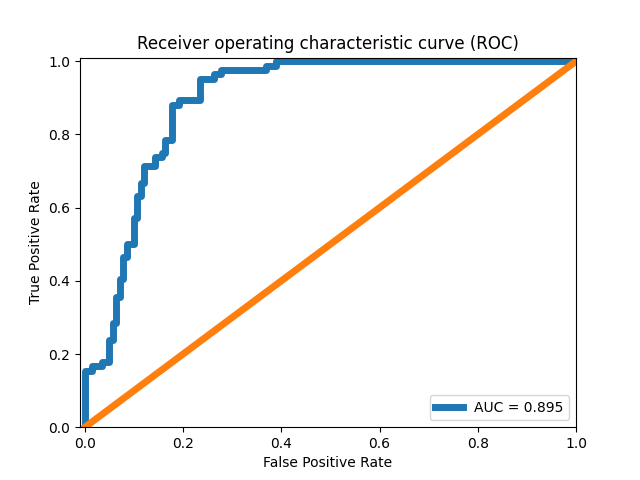 Receiver operating characteristic curve (ROC)
1.0
0.8
0.6
0.4
0.2
0.0
True Positive Rate
AUC = 0.895
0.0 0.2 0.4 0.6 0.8 1.0
False Positive Rate